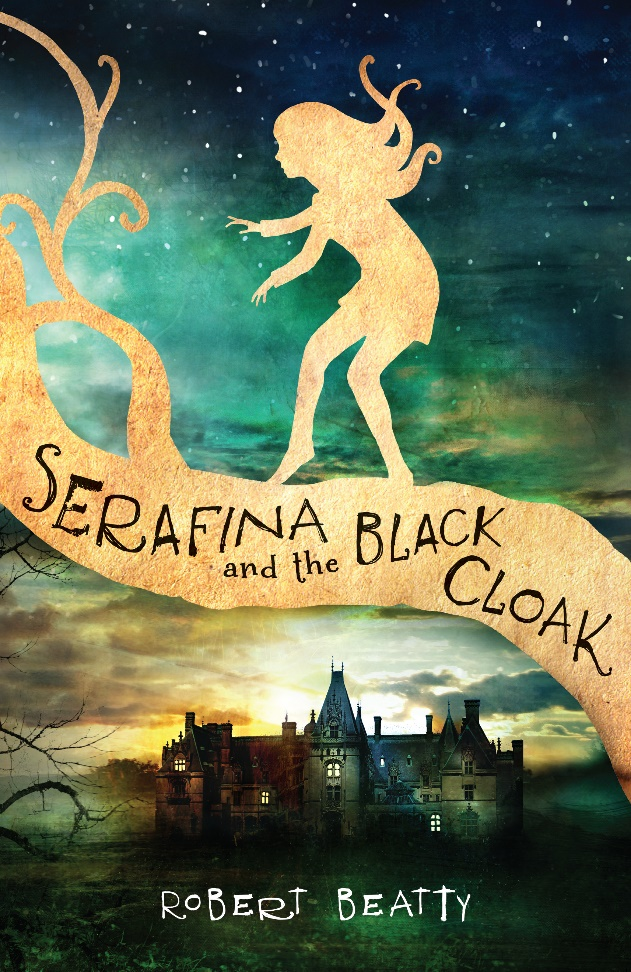 SERAFINA
and the
BLACK
CLOAK
ROBERT BEATTY